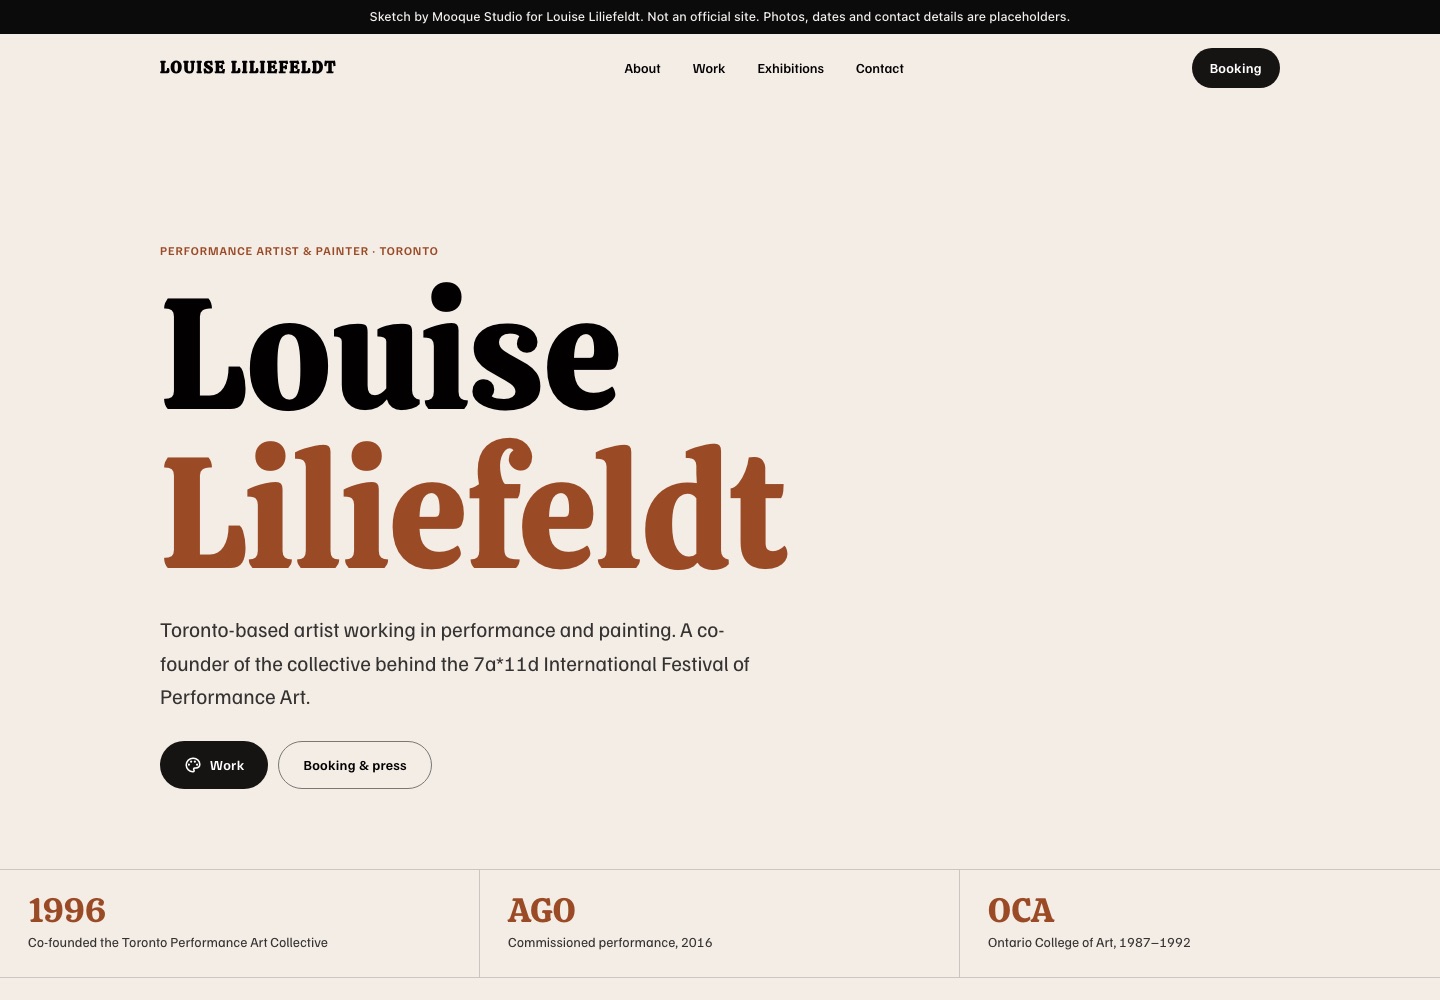 Sketch by Mooque Studio for Louise Liliefeldt. Not an official site. Photos, dates and contact details are placeholders.
LOUISE LILIEFELDT
About
Work
Exhibitions
Contact
Booking
PERFORMANCE ARTIST & PAINTER · TORONTO
Louise
Liliefeldt
Toronto-based artist working in performance and painting. A co-
founder of the collective behind the 7a*11d International Festival of
Performance Art.
Work
Booking & press
1996
Co-founded the Toronto Performance Art Collective
AGO
Commissioned performance, 2016
OCA
Ontario College of Art, 1987–1992